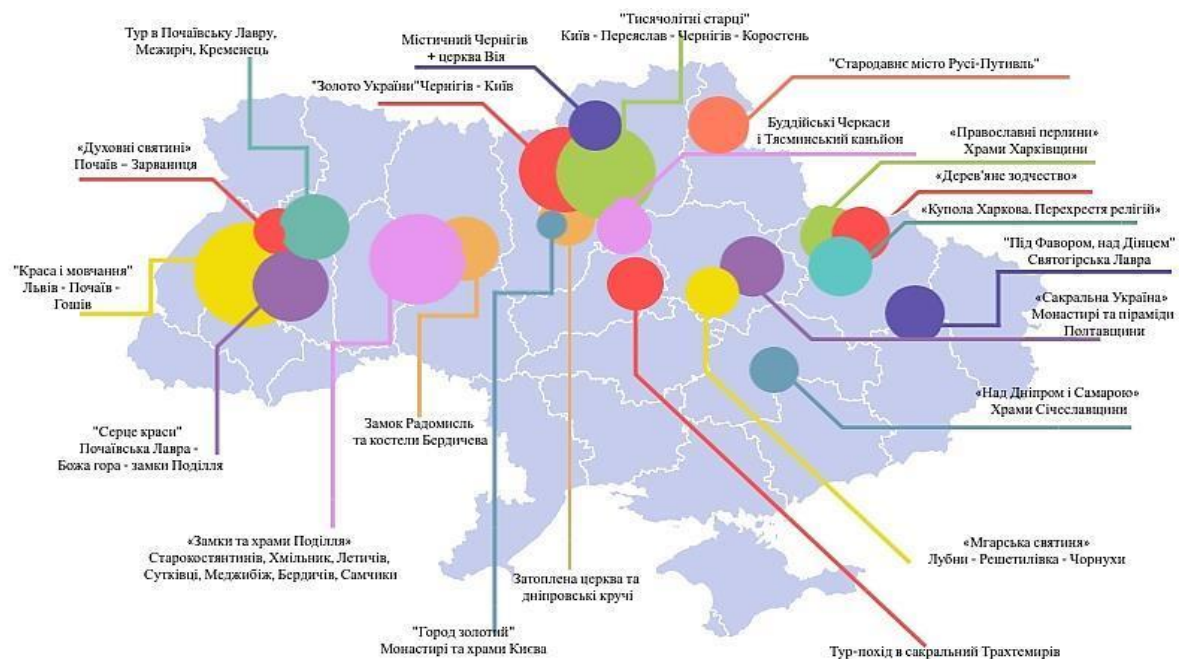 "Тисячолітні старці"
Київ - Переяслав - Чернігів - Коростень
Тур в Почаївську Лавру,
Межиріч, Кременець
Містичний Чернігів
+ церква Вія
"Стародавнє місто Русі-Путивль"
"Золото України"Чернігів - Київ
Буддійські Черкаси
і Тясминський каньйон
«Православні перлини»
Храми Харківщини
«Духовні святині»
Почаїв – Зарваниця
«Дерев'яне зодчество»
«Купола Харкова. Перехрестя релігій»
"Під Фавором, над Дінцем"
Святогірська Лавра
"Краса і мовчання"
Львів - Почаїв -
Гошів
«Сакральна Україна»
Монастирі та піраміди
Полтавщини
«Над Дніпром і Самарою»
Храми Січеславщини
Замок Радомисль
та костели Бердичева
"Серце краси"
Почаївська Лавра -
Божа гора - замки Поділля
«Замки та храми Поділля»
Старокостянтинів, Хмільник, Летичів,
Сутківці, Меджибіж, Бердичів, Самчики
«Мгарська святиня»
Лубни - Решетилівка - Чорнухи
Затоплена церква та
дніпровські кручі
"Город золотий"
Монастирі та храми Києва
Тур-похід в сакральний Трахтемирів